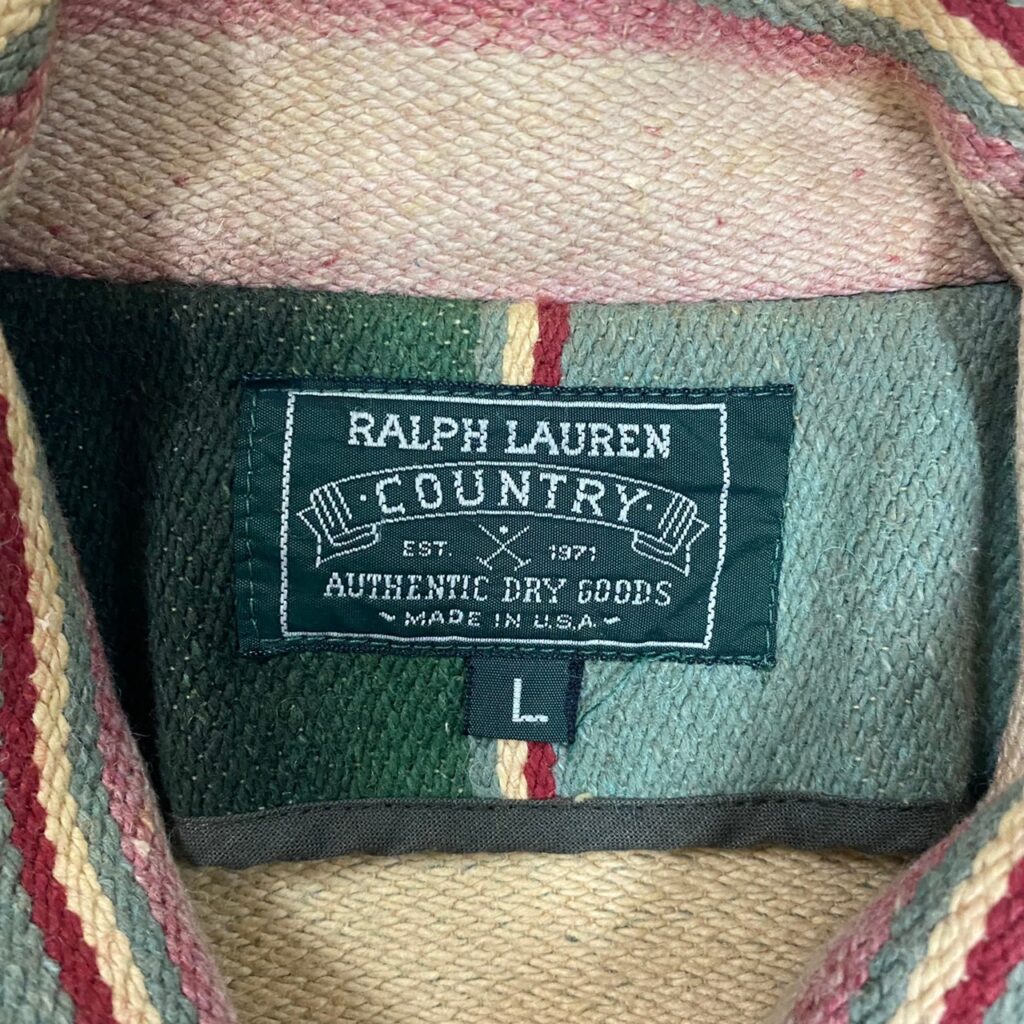 RALPH LAUREN
·COUNTRY·
EST. 1971
AUTHENTIC DRY GOODS
~MADE IN U.S.A~
L